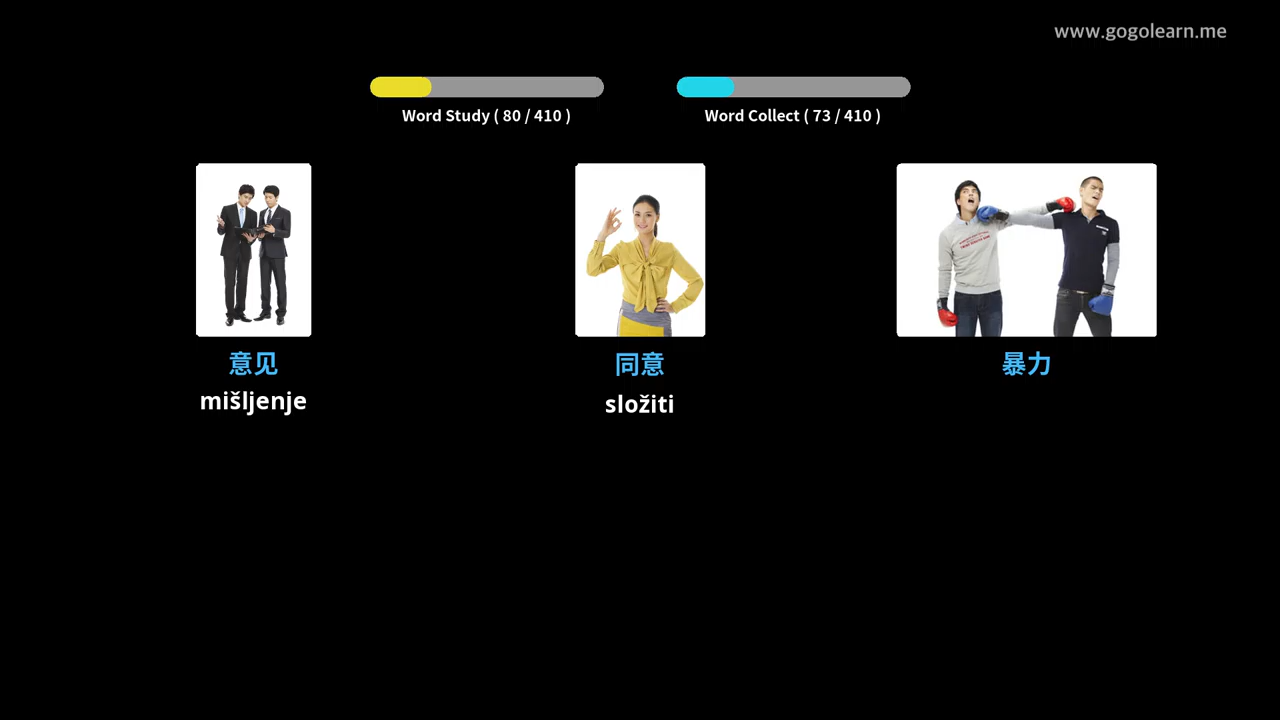 www.gogolearn.me
Word Study ( 80 / 410 )
Word Collect ( 73 / 410 )
意见
同意
暴力
mišljenje
složiti